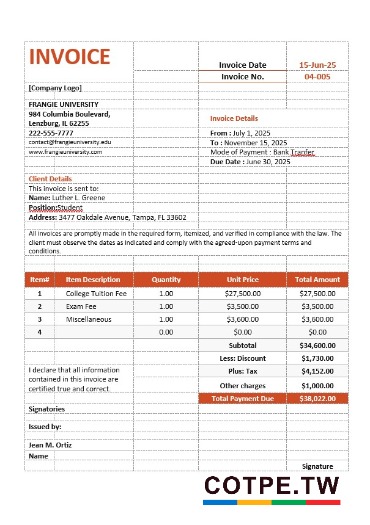 INVOICE
Invoice Date 15-Jun-25
Invoice No. 04-005
[Company Logo]
FRANGIE UNIVERSITY
984 Columbia Boulevard,
Lenzburg, IL 62255
222-555-7777
contact@frangieuniversity.edu
www.frangieuniversity.com
Invoice Details
From : July 1, 2025
To : November 15, 2025
Mode of Payment : Bank Tranfer
Due Date : June 30, 2025
Client Details
This invoice is sent to:
Name: Luther L. Greene
Position:Student
Address: 3477 Oakdale Avenue, Tampa, FL 33602
All invoices are promptly made in the required form, itemized, and verified in compliance with the law. The
client must observe the dates as indicated and comply with the agreed-upon payment terms and
conditions.
Item# Item Description Quantity Unit Price Total Amount
1 College Tuition Fee 1.00 $27,500.00 $27,500.00
2 Exam Fee 1.00 $3,500.00 $3,500.00
3 Miscellaneous 1.00 $3,600.00 $3,600.00
4 0.00 $0.00 $0.00
Subtotal $34,600.00
Less: Discount $1,730.00
I declare that all information
contained in this invoice are
certified true and correct.
Plus: Tax $4,152.00
Other charges $1,000.00
Total Payment Due $38,022.00
Signatories
Issued by:
Jean M. Ortiz
Name
Signature
COTPE.TW